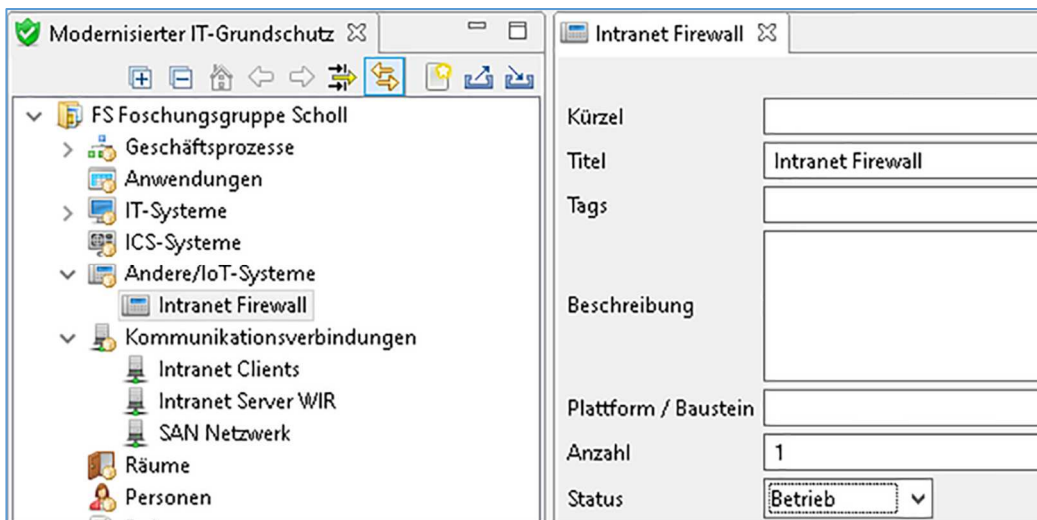 Modernisierter IT-Grundschutz
FS Foschungsgruppe Scholl
Geschäftsprozesse
Anwendungen
IT-Systeme
ICS-Systeme
Andere/IoT-Systeme
Intranet Firewall
Kommunikationsverbindungen
Intranet Clients
Intranet Server WIR
SAN Netzwerk
Räume
Personen
Intranet Firewall
Kürzel
Titel Intranet Firewall
Tags
Beschreibung
Plattform / Baustein
Anzahl 1
Status Betrieb